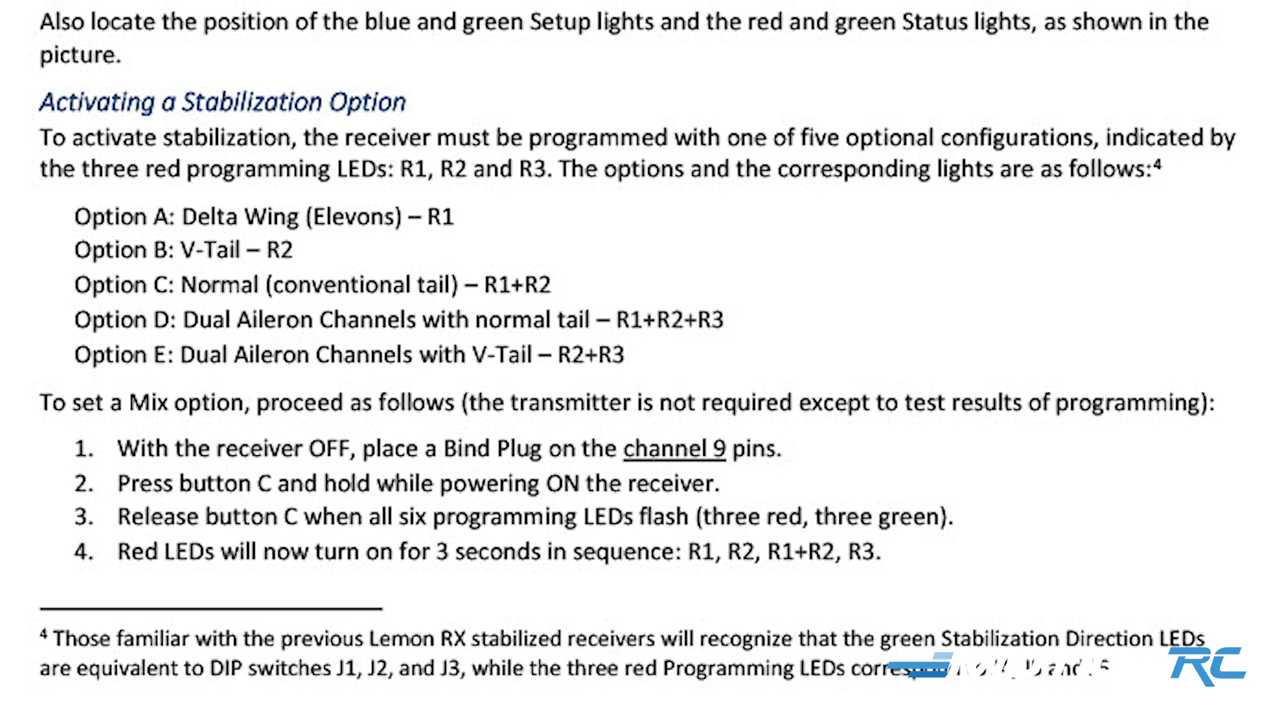 Also locate the position of the blue and green Setup lights and the red and green Status lights, as shown in the
picture.
Activating a Stabilization Option
To activate stabilization, the receiver must be programmed with one of five optional configurations, indicated by
the three red programming LEDs: R1, R2 and R3. The options and the corresponding lights are as follows:⁴
Option A: Delta Wing (Elevons) – R1
Option B: V-Tail – R2
Option C: Normal (conventional tail) – R1+R2
Option D: Dual Aileron Channels with normal tail – R1+R2+R3
Option E: Dual Aileron Channels with V-Tail – R2+R3
To set a Mix option, proceed as follows (the transmitter is not required except to test results of programming):
1. With the receiver OFF, place a Bind Plug on the channel 9 pins.
2. Press button C and hold while powering ON the receiver.
3. Release button C when all six programming LEDs flash (three red, three green).
4. Red LEDs will now turn on for 3 seconds in sequence: R1, R2, R1+R2, R3.
⁴ Those familiar with the previous Lemon RX stabilized receivers will recognize that the green Stabilization Direction LEDs
are equivalent to DIP switches J1, J2, and J3, while the three red Programming LEDs
RC